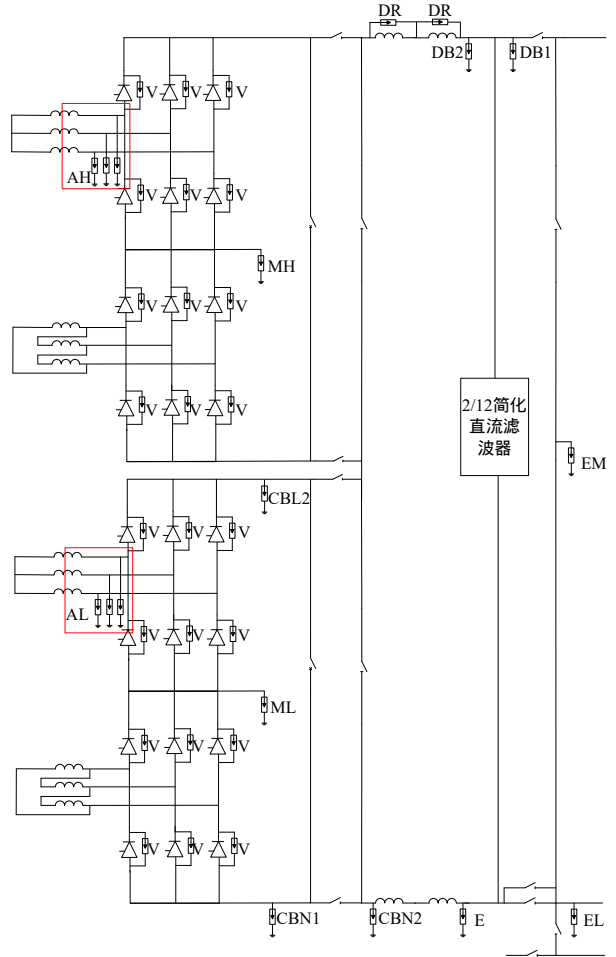 DR DR
DB2 DB1
V V V
AH
V V V
MH
V V V
V V V
2/12简化
直流滤
波器
EM
CBL2
V V V
AL
V V V
ML
V V V
V V V
CBN1 CBN2 E EL